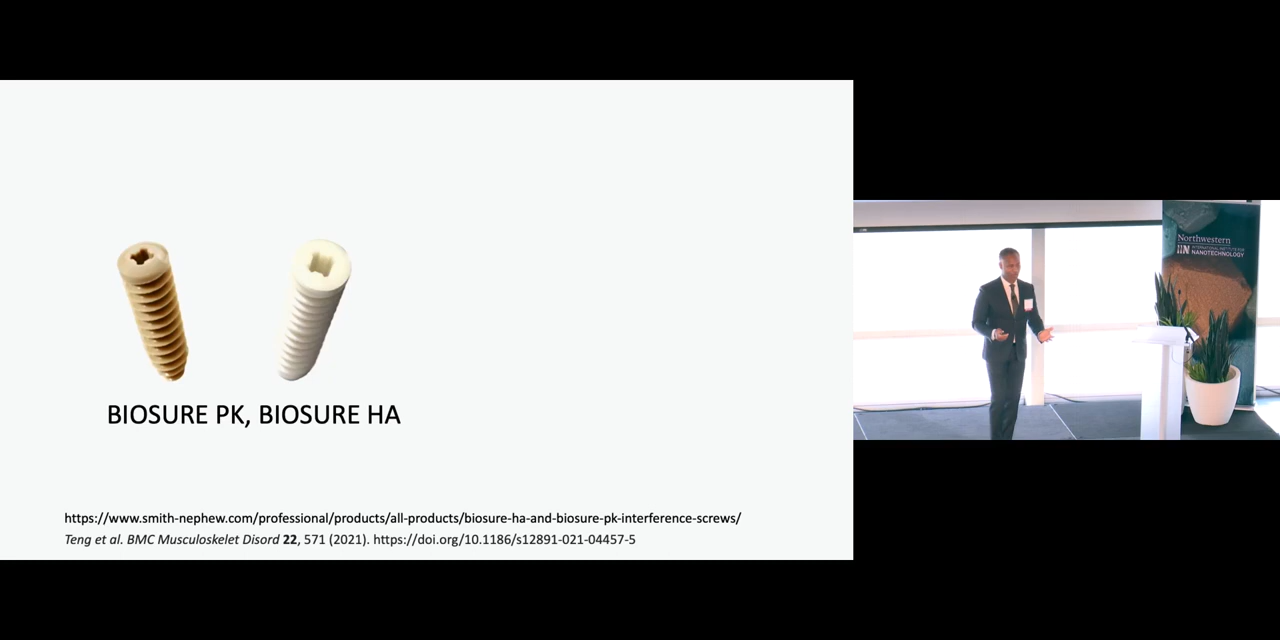 BIOSURE PK, BIOSURE HA
https://www.smith-nephew.com/professional/products/all-products/biosure-ha-and-biosure-pk-interference-screws/
Teng et al. BMC Musculoskelet Disord 22, 571 (2021). https://doi.org/10.1186/s12891-021-04457-5
Northwestern
INTERNATIONAL INSTITUTE FOR
NANOTECHNOLOGY